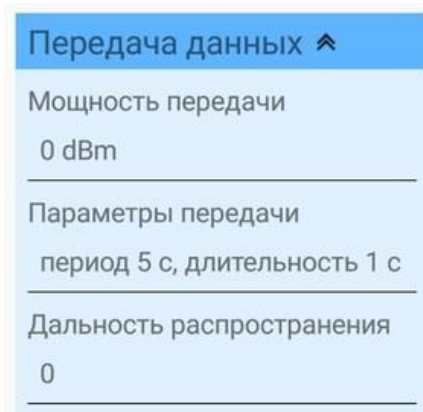 Передача данных
Мощность передачи
0 dBm
Параметры передачи
период 5 с, длительность 1 с
Дальность распространения
0